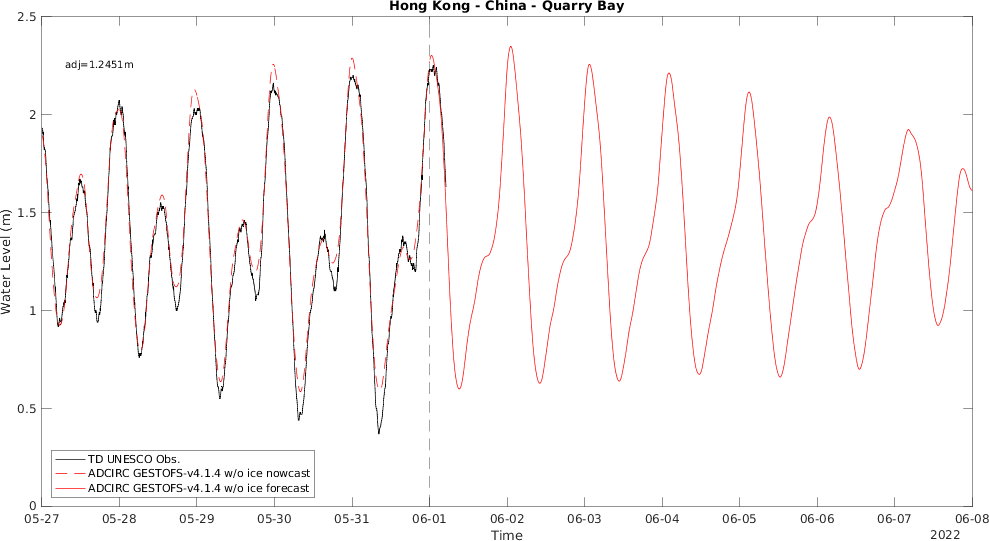 Hong Kong - China - Quarry Bay
2.5
adj=1.2451m
2
1.5
Water Level (m)
1
0.5
TD UNESCO Obs.
ADCIRC GESTOFS-v4.1.4 w/o ice nowcast
ADCIRC GESTOFS-v4.1.4 w/o ice forecast
0
05-27 05-28 05-29 05-30 05-31 06-01 06-02 06-03 06-04 06-05 06-06 06-07 06-08
Time
2022